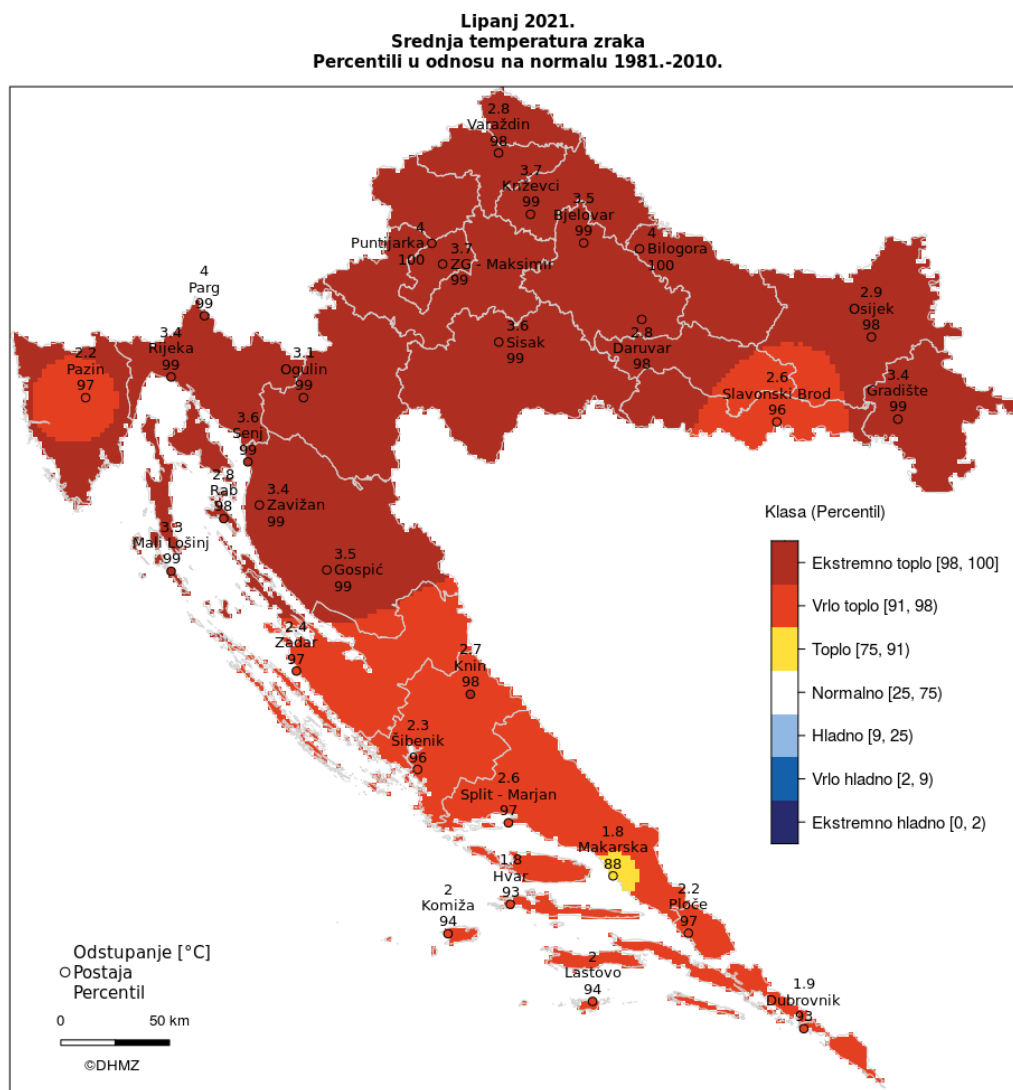 Lipanj 2021.
Srednja temperatura zraka
Percentili u odnosu na normalu 1981.-2010.
2.8
Varaždin
98
3.7
Križevci
99
3.5
Bjelovar
99
4
Puntijarka
100
3.7
ZG - Maksimir
99
4
Bilogora
100
4
Parg
99
2.9
Osijek
98
3.4
Rijeka
99
3.6
Sisak
99
2.8
Daruvar
98
2.2
Pazin
97
3.1
Ogulin
99
2.6
Slavonski Brod
96
3.4
Gradište
99
3.6
Senj
99
2.8
Rab
98
3.4
Zavižan
99
3.3
Mali Lošinj
99
3.5
Gospić
99
2.4
Zadar
97
2.7
Knin
98
2.3
Šibenik
96
2.6
Split - Marjan
97
1.8
Makarska
88
1.8
Hvar
93
2
Komiža
94
2.2
Ploče
97
2
Lastovo
94
1.9
Dubrovnik
93
Klasa (Percentil)
Ekstremno toplo [98, 100]
Vrlo toplo [91, 98)
Toplo [75, 91)
Normalno [25, 75)
Hladno [9, 25)
Vrlo hladno [2, 9)
Ekstremno hladno [0, 2)
Odstupanje [°C]
Postaja
Percentil
0 50 km
©DHMZ